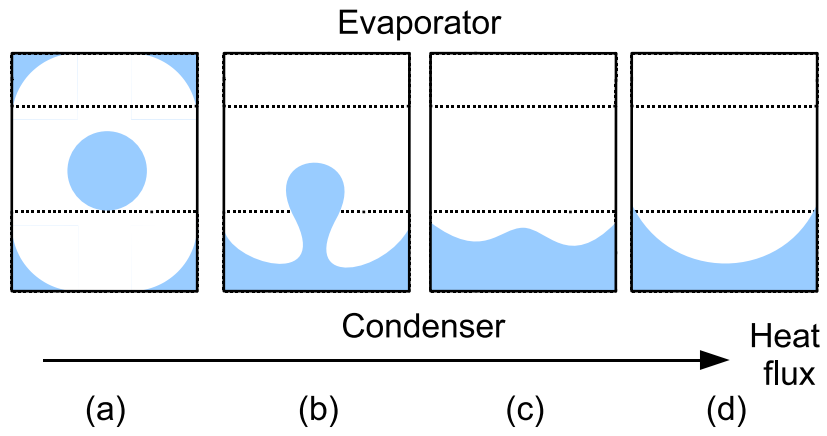 Evaporator
Condenser
Heat
flux
(a)
(b)
(c)
(d)